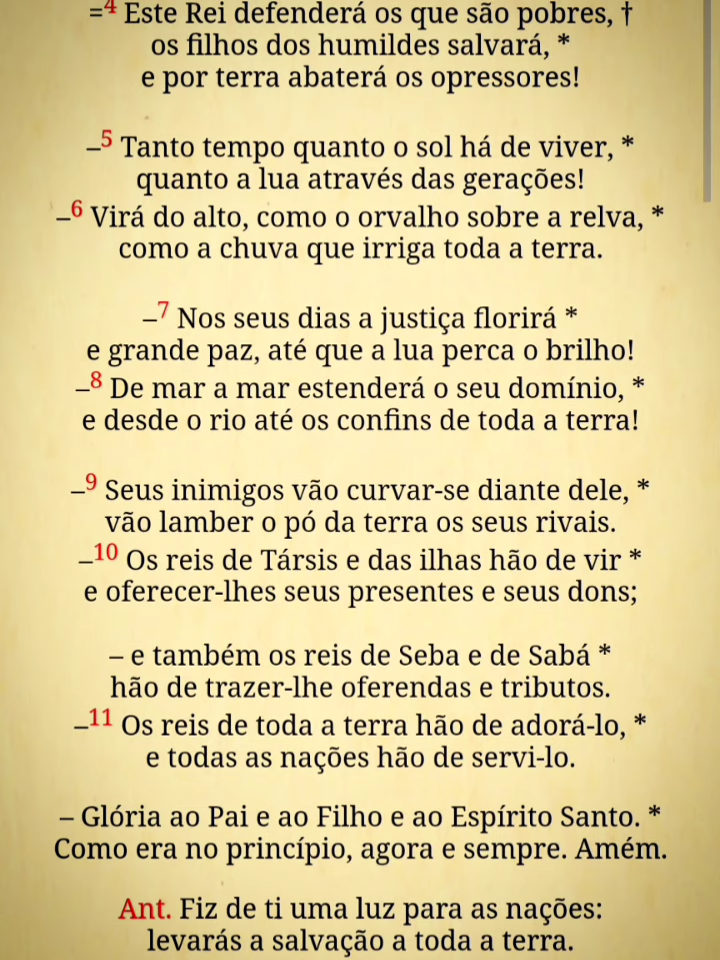 =4 Este Rei defenderá os que são pobres, †
os filhos dos humildes salvará, *
e por terra abaterá os opressores!
–5 Tanto tempo quanto o sol há de viver, *
quanto a lua através das gerações!
–6 Virá do alto, como o orvalho sobre a relva, *
como a chuva que irriga toda a terra.
–7 Nos seus dias a justiça florirá *
e grande paz, até que a lua perca o brilho!
–8 De mar a mar estenderá o seu domínio, *
e desde o rio até os confins de toda a terra!
–9 Seus inimigos vão curvar-se diante dele, *
vão lamber o pó da terra os seus rivais.
–10 Os reis de Társis e das ilhas hão de vir *
e oferecer-lhes seus presentes e seus dons;
– e também os reis de Seba e de Sabá *
hão de trazer-lhe oferendas e tributos.
–11 Os reis de toda a terra hão de adorá-lo, *
e todas as nações hão de servi-lo.
– Glória ao Pai e ao Filho e ao Espírito Santo. *
Como era no princípio, agora e sempre. Amém.
Ant. Fiz de ti uma luz para as nações:
levarás a salvação a toda a terra.